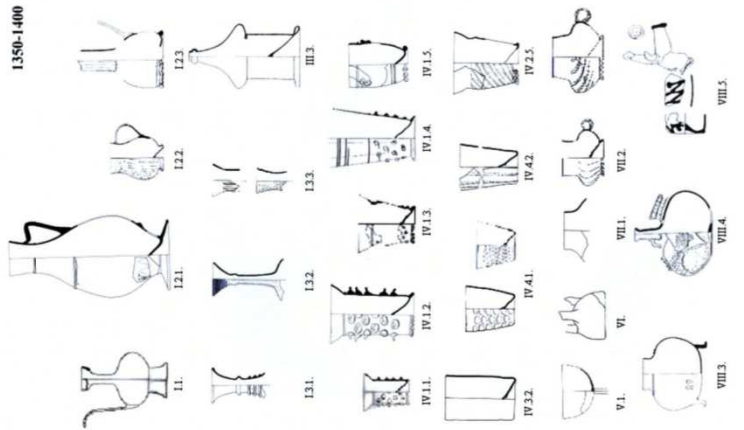 1350-1400
I.1. I.2.1. I.2.2. I.2.3.
I.3.1. I.3.2. I.3.3. III.3.
IV.1.1. IV.1.2. IV.1.3. IV.1.4. IV.1.5.
IV.3.2. IV.4.1. IV.4.2. IV.2.5.
V.1. VI. VII.1. VII.2.
VIII.3. VIII.4. VIII.5.